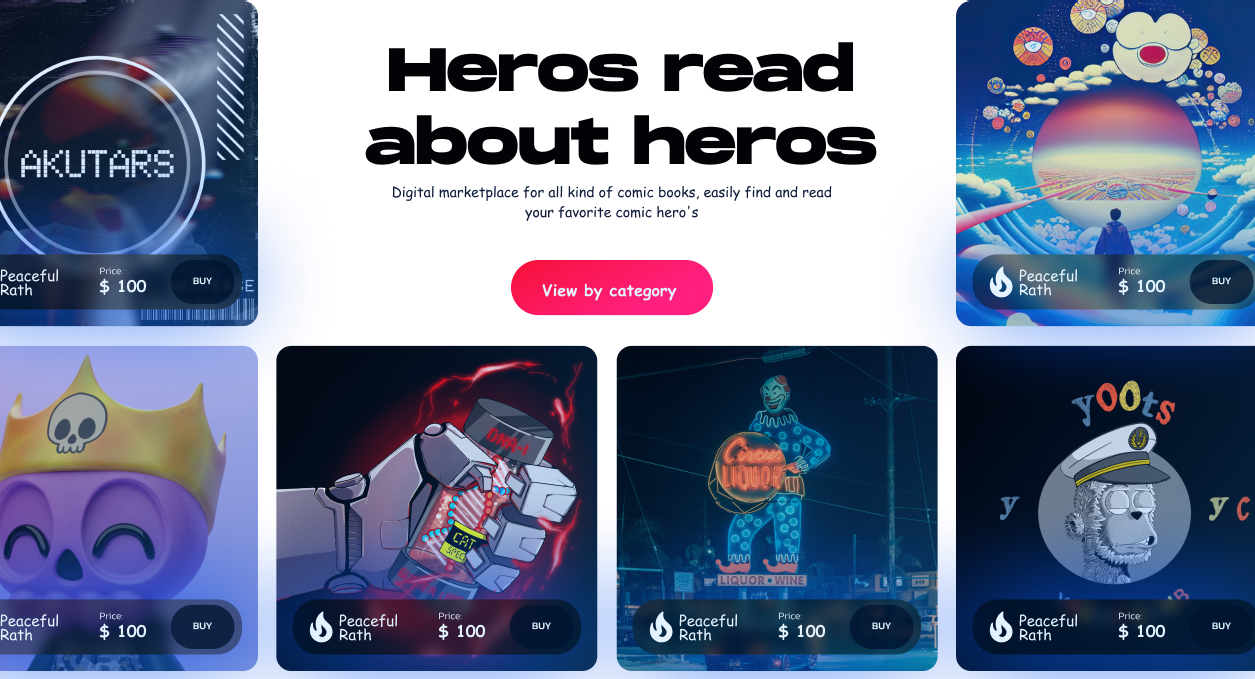 Heros read
about heros
Digital marketplace for all kind of comic books, easily find and read
your favorite comic hero's
View by category
AKUTARS
Peaceful
Rath
Price:
$ 100
BUY
Peaceful
Rath
Price:
$ 100
BUY
Peaceful
Rath
Price:
$ 100
BUY
DNA-1
CAT
SPEC
Peaceful
Rath
Price:
$ 100
BUY
Circus
LIQUOR
LIQUOR • WINE
Peaceful
Rath
Price:
$ 100
BUY
yOOts
y
y c
Peaceful
Rath
Price:
$ 100
BUY